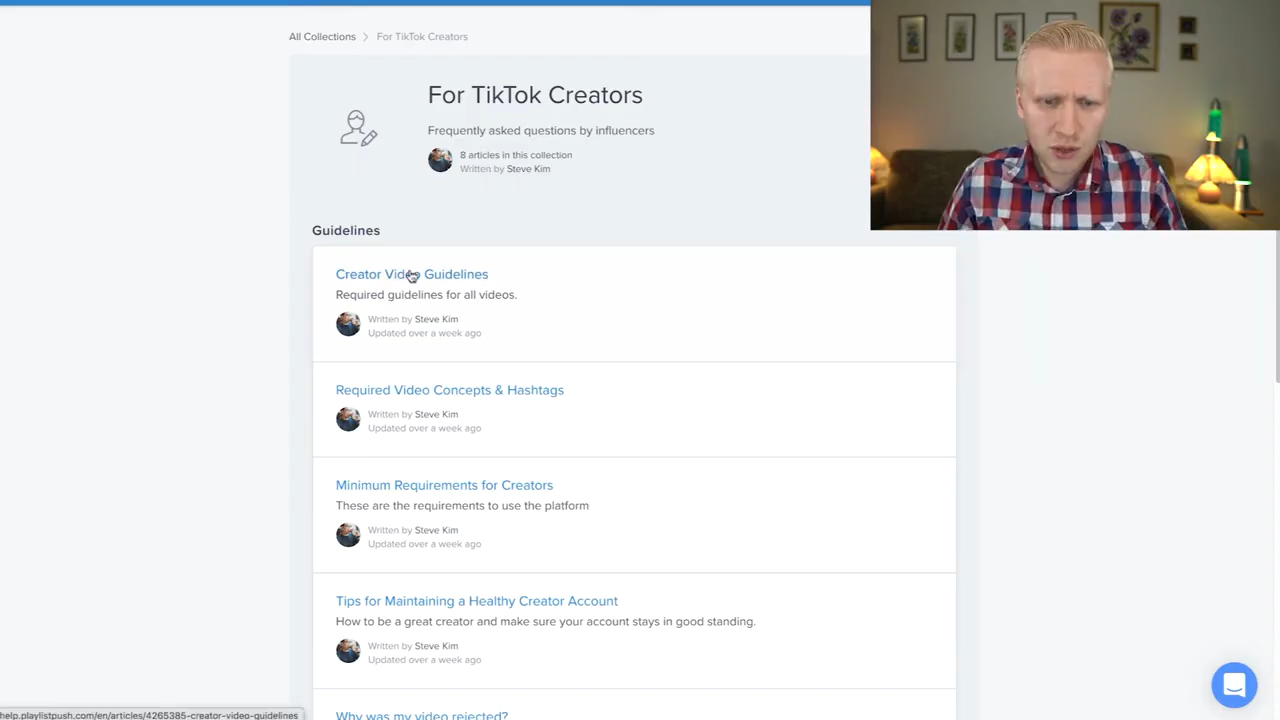 All Collections > For TikTok Creators
For TikTok Creators
Frequently asked questions by influencers
8 articles in this collection
Written by Steve Kim
Guidelines
Creator Video Guidelines
Required guidelines for all videos.
Written by Steve Kim
Updated over a week ago
Required Video Concepts & Hashtags
Written by Steve Kim
Updated over a week ago
Minimum Requirements for Creators
These are the requirements to use the platform
Written by Steve Kim
Updated over a week ago
Tips for Maintaining a Healthy Creator Account
How to be a great creator and make sure your account stays in good standing.
Written by Steve Kim
Updated over a week ago
Why was my video rejected?
help.playlistpush.com/en/articles/4265385-creator-video-guidelines